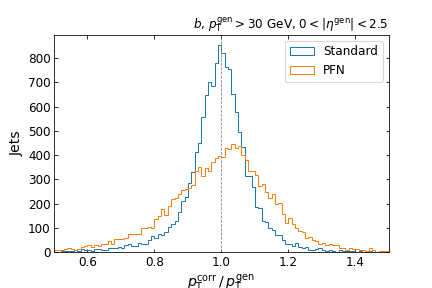 b, p_T^gen > 30 GeV, 0 < |η^gen| < 2.5
Standard
PFN
Jets
800
700
600
500
400
300
200
100
0
0.6 0.8 1.0 1.2 1.4
p_T^corr / p_T^gen